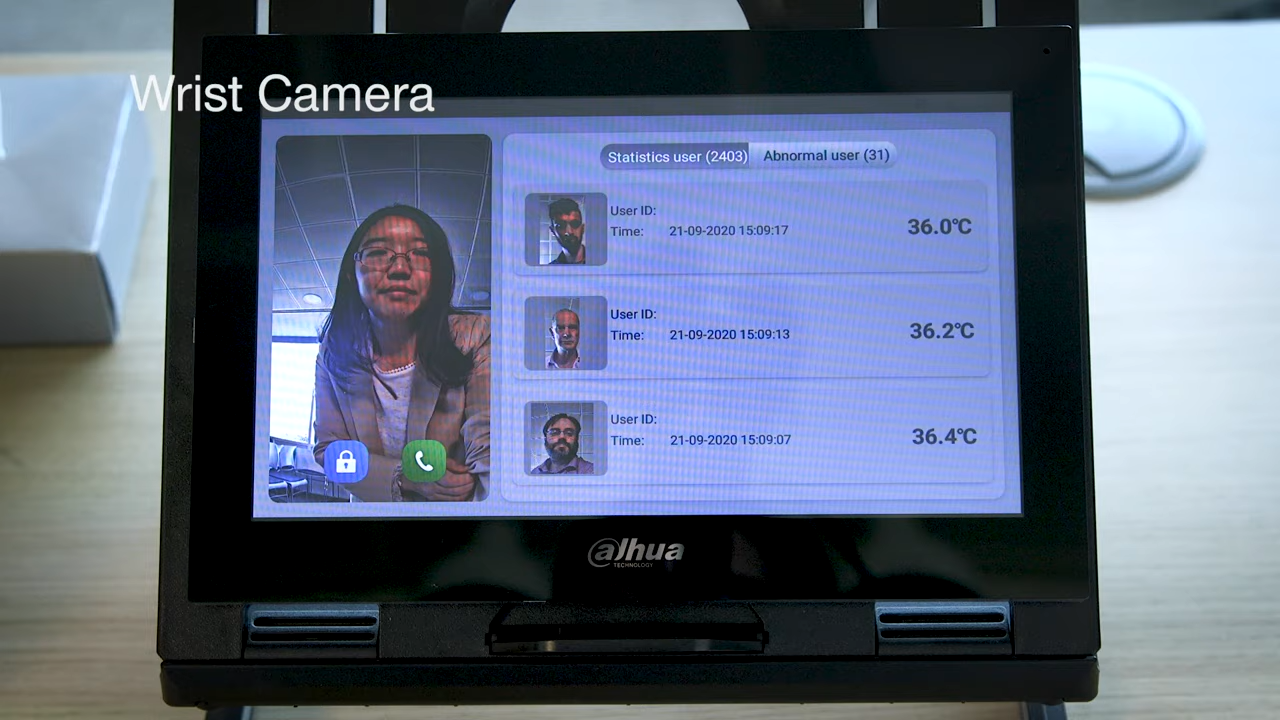 Wrist Camera
Statistics user (2403)
Abnormal user (31)
User ID:
Time: 21-09-2020 15:09:17
36.0℃
User ID:
Time: 21-09-2020 15:09:13
36.2℃
User ID:
Time: 21-09-2020 15:09:07
36.4℃
alhua
TECHNOLOGY